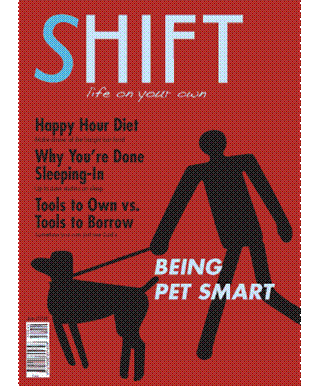 SHIFT
life on your own
Happy Hour Diet
Why You're Done
Sleeping-In
Tools to Own vs.
Tools to Borrow
BEING
PET SMART